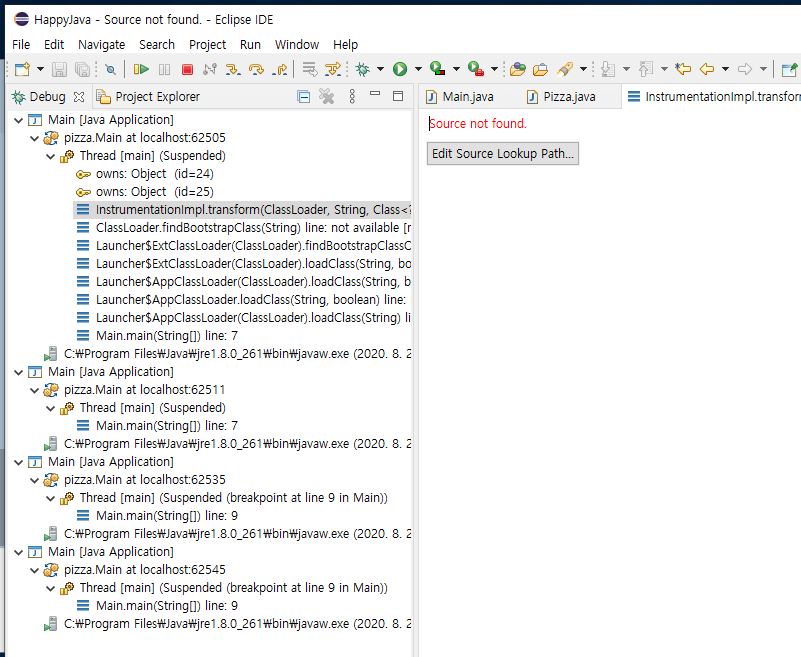 HappyJava - Source not found. - Eclipse IDE
File Edit Navigate Search Project Run Window Help
Debug Project Explorer
Main.java Pizza.java InstrumentationImpl.transfor
Main [Java Application]
pizza.Main at localhost:62505
Thread [main] (Suspended)
owns: Object (id=24)
owns: Object (id=25)
InstrumentationImpl.transform(ClassLoader, String, Class<?
ClassLoader.findBootstrapClass(String) line: not available [r
Launcher$ExtClassLoader(ClassLoader).findBootstrapClassO
Launcher$ExtClassLoader(ClassLoader).loadClass(String, bo
Launcher$AppClassLoader(ClassLoader).loadClass(String, b
Launcher$AppClassLoader.loadClass(String, boolean) line:
Launcher$AppClassLoader(ClassLoader).loadClass(String) li
Main.main(String[]) line: 7
C:₩Program Files₩Java₩jre1.8.0_261₩bin₩javaw.exe (2020. 8. 2
Main [Java Application]
pizza.Main at localhost:62511
Thread [main] (Suspended)
Main.main(String[]) line: 7
C:₩Program Files₩Java₩jre1.8.0_261₩bin₩javaw.exe (2020. 8. 2
Main [Java Application]
pizza.Main at localhost:62535
Thread [main] (Suspended (breakpoint at line 9 in Main))
Main.main(String[]) line: 9
C:₩Program Files₩Java₩jre1.8.0_261₩bin₩javaw.exe (2020. 8. 2
Main [Java Application]
pizza.Main at localhost:62545
Thread [main] (Suspended (breakpoint at line 9 in Main))
Main.main(String[]) line: 9
C:₩Program Files₩Java₩jre1.8.0_261₩bin₩javaw.exe (2020. 8. 2
Source not found.
Edit Source Lookup Path...